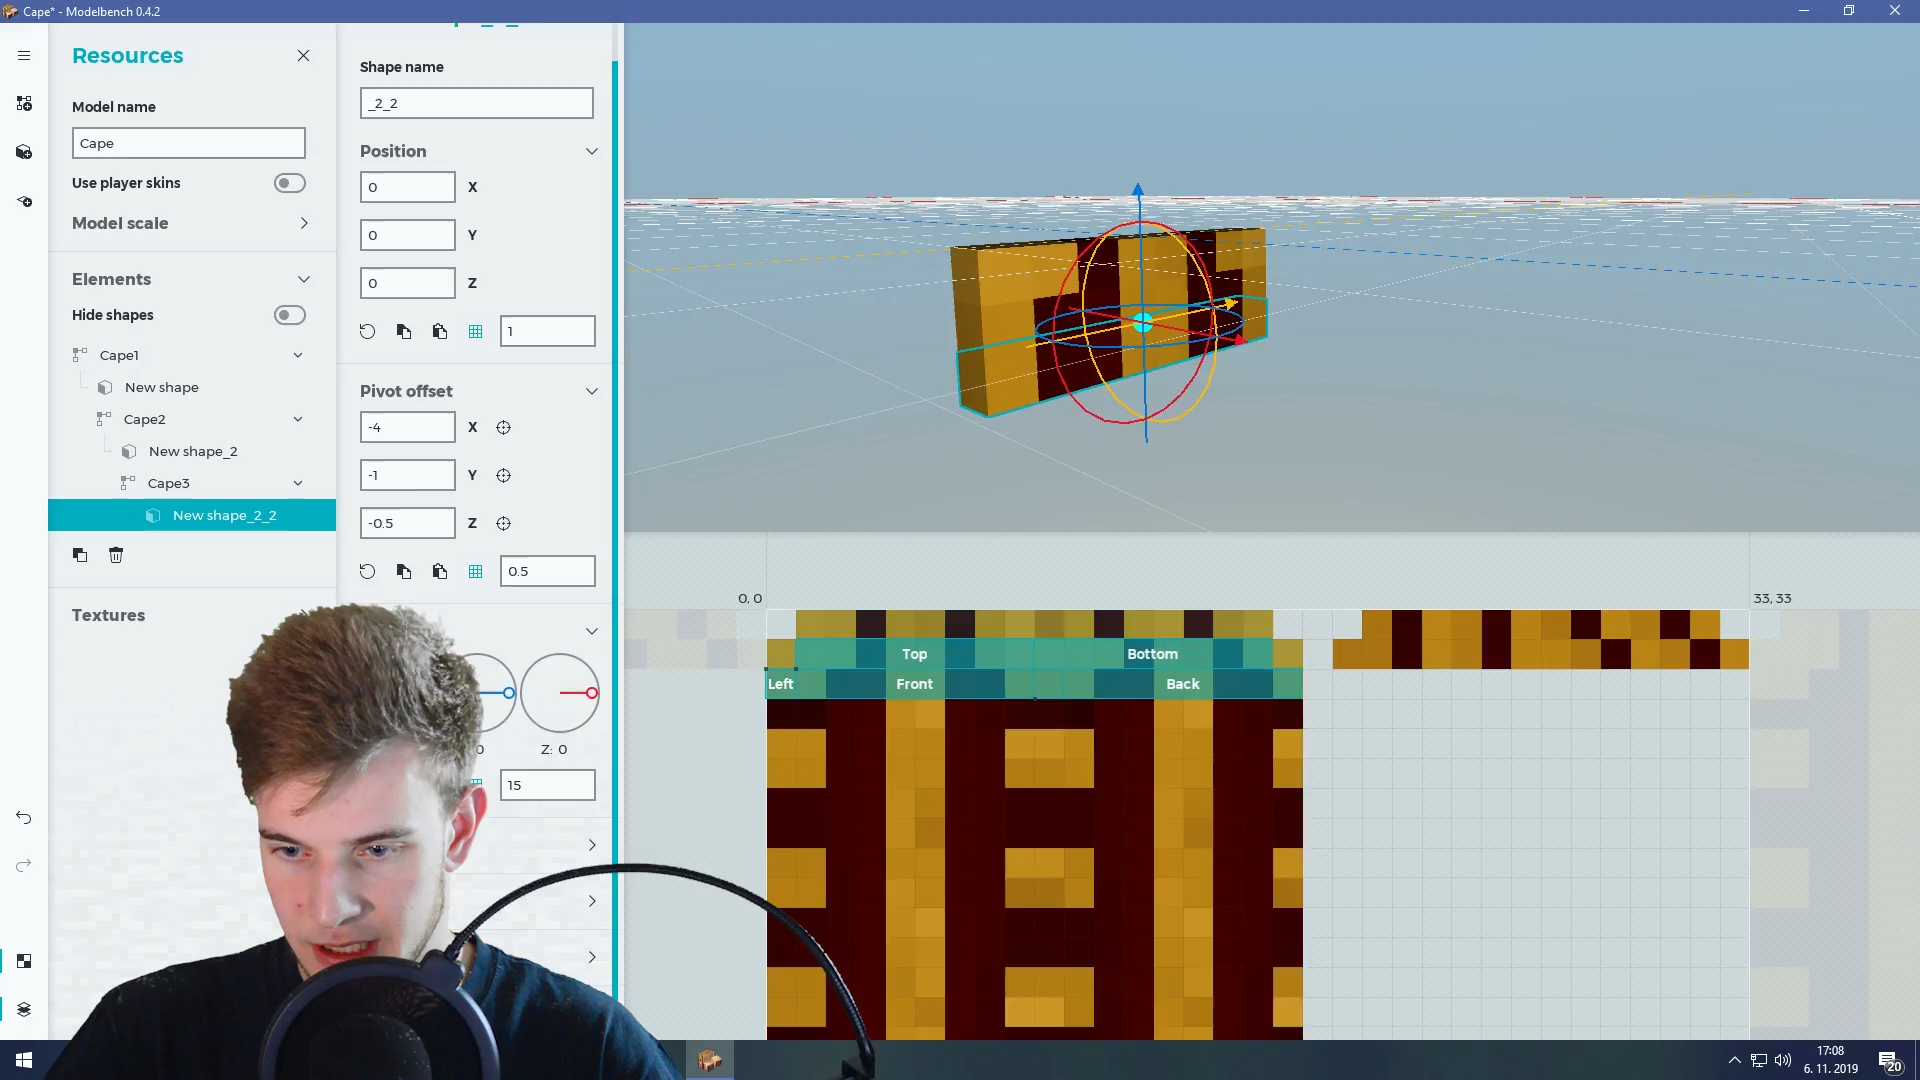 Cape* - Modelbench 0.4.2
Resources
Model name
Cape
Use player skins
Model scale
Elements
Hide shapes
Cape1
New shape
Cape2
New shape_2
Cape3
New shape_2_2
Textures
Shape name
_2_2
Position
0 X
0 Y
0 Z
1
Pivot offset
-4 X
-1 Y
-0.5 Z
0.5
0 Z: 0
15
0, 0
33, 33
Top
Bottom
Left
Front
Back
17:08
6. 11. 2019
20